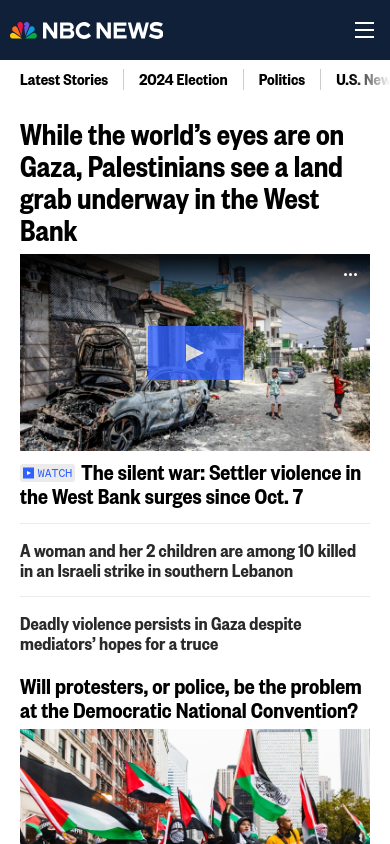 NBC NEWS
Latest Stories
2024 Election
Politics
U.S. New
While the world’s eyes are on
Gaza, Palestinians see a land
grab underway in the West
Bank
WATCH The silent war: Settler violence in
the West Bank surges since Oct. 7
A woman and her 2 children are among 10 killed
in an Israeli strike in southern Lebanon
Deadly violence persists in Gaza despite
mediators’ hopes for a truce
Will protesters, or police, be the problem
at the Democratic National Convention?